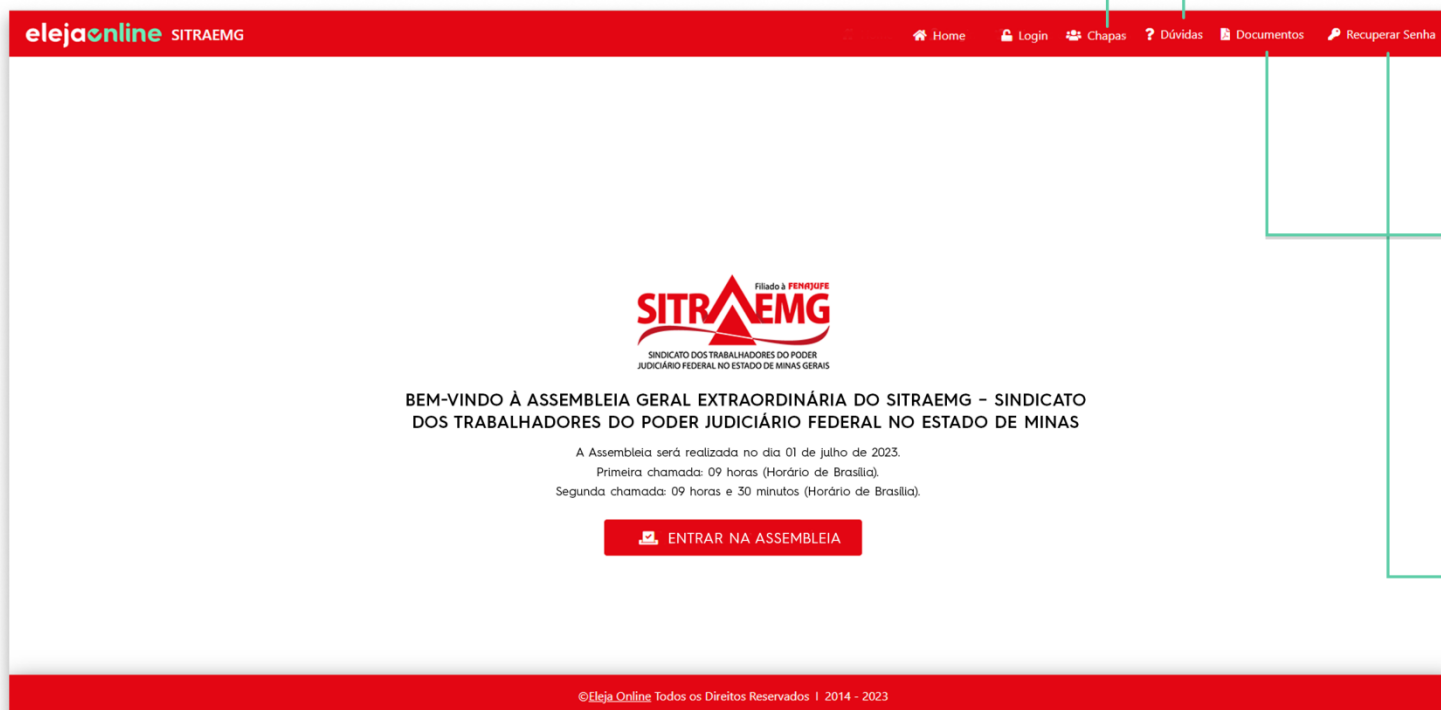 elejaonline SITRAEMG
Home Login Chapas ? Dúvidas Documentos Recuperar Senha
Filiado à FENAJUFE
SITRAEMG
SINDICATO DOS TRABALHADORES DO PODER
JUDICIÁRIO FEDERAL NO ESTADO DE MINAS GERAIS
BEM-VINDO À ASSEMBLEIA GERAL EXTRAORDINÁRIA DO SITRAEMG – SINDICATO
DOS TRABALHADORES DO PODER JUDICIÁRIO FEDERAL NO ESTADO DE MINAS
A Assembleia será realizada no dia 01 de julho de 2023.
Primeira chamada: 09 horas (Horário de Brasília).
Segunda chamada: 09 horas e 30 minutos (Horário de Brasília).
ENTRAR NA ASSEMBLEIA
©Eleja Online Todos os Direitos Reservados I 2014 - 2023